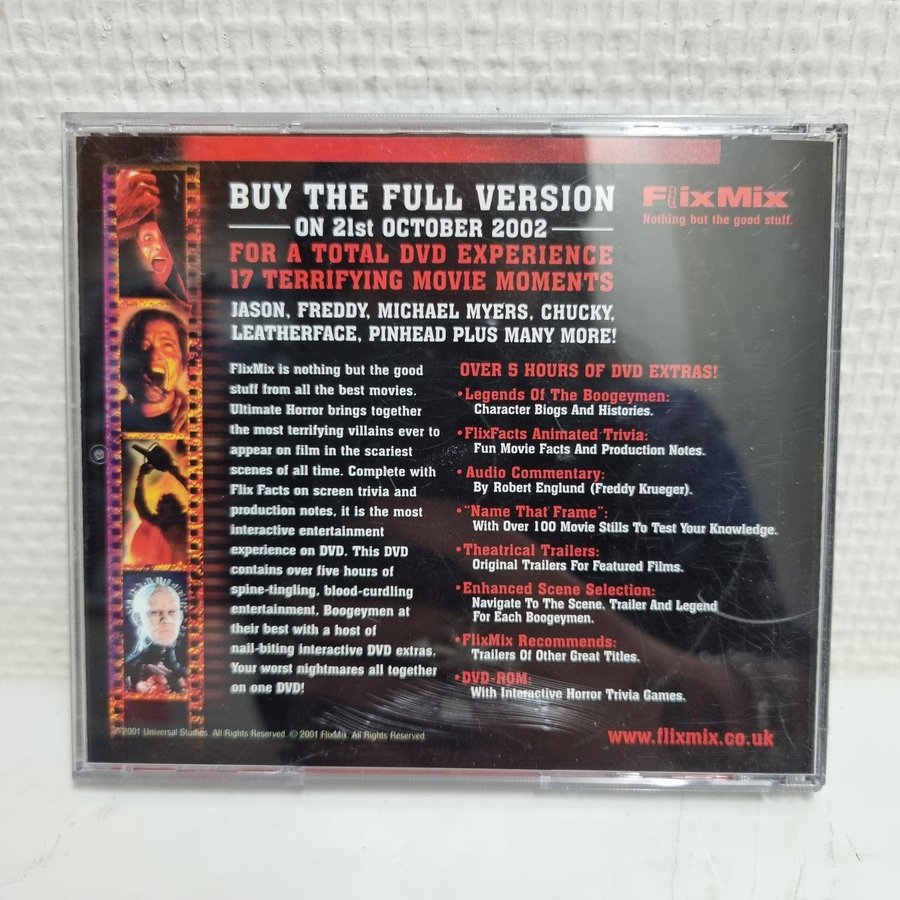 BUY THE FULL VERSION
ON 21st OCTOBER 2002
FOR A TOTAL DVD EXPERIENCE
17 TERRIFYING MOVIE MOMENTS
JASON, FREDDY, MICHAEL MYERS, CHUCKY,
LEATHERFACE, PINHEAD PLUS MANY MORE!
FlixMix
Nothing but the good stuff.
FlixMix is nothing but the good
stuff from all the best movies.
Ultimate Horror brings together
the most terrifying villains ever to
appear on film in the scariest
scenes of all time. Complete with
Flix Facts on screen trivia and
production notes, it is the most
interactive entertainment
experience on DVD. This DVD
contains over five hours of
spine-tingling, blood-curdling
entertainment, Boogeymen at
their best with a host of
nail-biting interactive DVD extras.
Your worst nightmares all together
on one DVD!
OVER 5 HOURS OF DVD EXTRAS!
•Legends Of The Boogeymen:
Character Biogs And Histories.
•FlixFacts Animated Trivia:
Fun Movie Facts And Production Notes.
•Audio Commentary:
By Robert Englund (Freddy Krueger).
•"Name That Frame":
With Over 100 Movie Stills To Test Your Knowledge.
•Theatrical Trailers:
Original Trailers For Featured Films.
•Enhanced Scene Selection:
Navigate To The Scene, Trailer And Legend
For Each Boogeymen.
•FlixMix Recommends:
Trailers Of Other Great Titles.
•DVD-ROM:
With Interactive Horror Trivia Games.
2001 Universal Studios. All Rights Reserved. © 2001 FlixMix. All Rights Reserved.
www.flixmix.co.uk